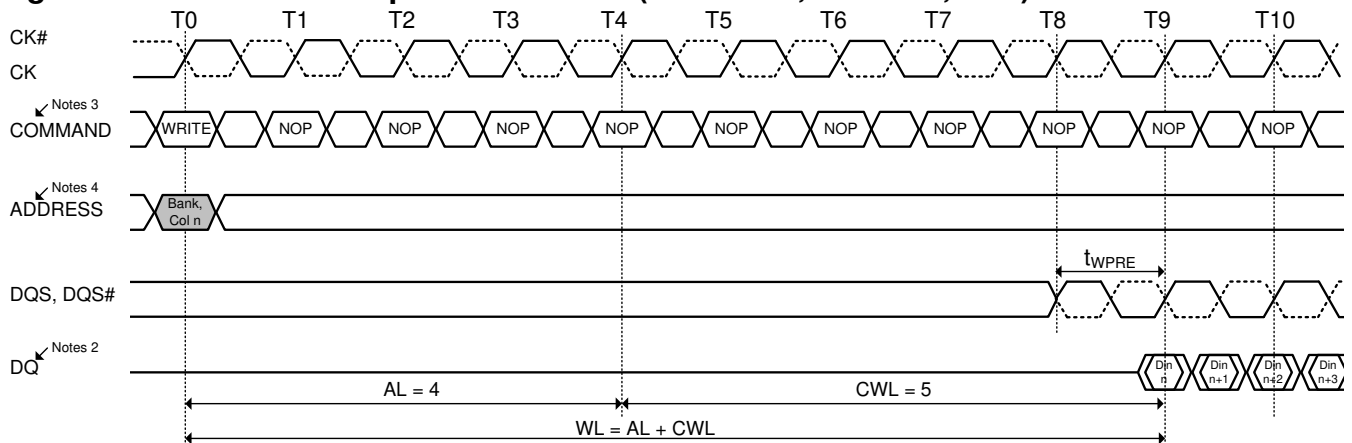 T0 T1 T2 T3 T4 T5 T6 T7 T8 T9 T10
CK#
CK
Notes 3
COMMAND WRITE NOP NOP NOP NOP NOP NOP NOP NOP NOP NOP
Notes 4
ADDRESS
Bank,
Col n
tWPRE
DQS, DQS#
Notes 2
DQ
Din Din Din Din
n n+1 n+2 n+3
AL = 4 CWL = 5
WL = AL + CWL